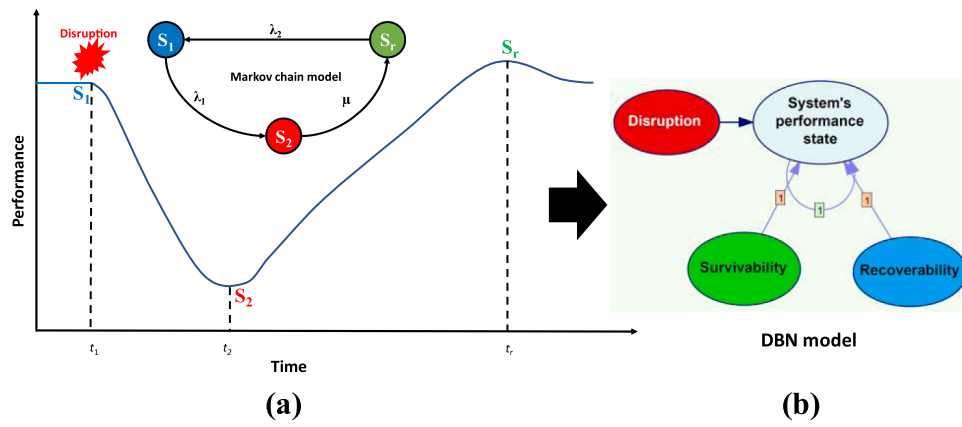 Disruption
S1
λ2
Sr
Markov chain model
λ1
μ
S2
S1
Sr
S2
Performance
t1
t2
tr
Time
(a)
Disruption
System's
performance
state
1
1
1
Survivability
Recoverability
DBN model
(b)